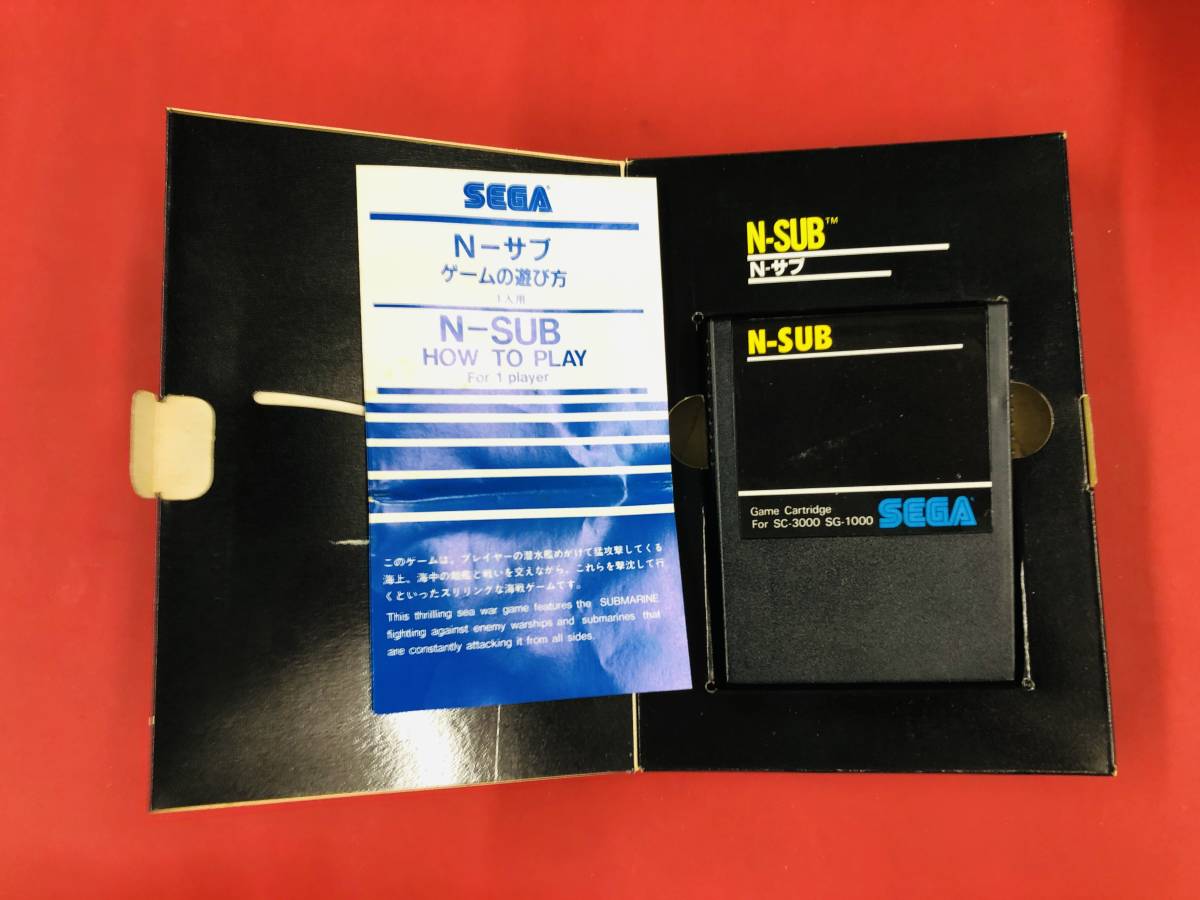 SEGA
N-サブ
ゲームの遊び方
1人用
N-SUB
HOW TO PLAY
For 1 player
このゲームは、プレイヤーの潜水艦めがけて猛攻撃してくる
海上、海中の敵艦と戦いを交えながら、これらを撃沈して行
くといったスリリングな海戦ゲームです。
This thrilling sea war game features the SUBMARINE
fighting against enemy warships and submarines that
are constantly attacking it from all sides.
N-SUB™
N-サブ
N-SUB
Game Cartridge
For SC-3000 SG-1000
SEGA